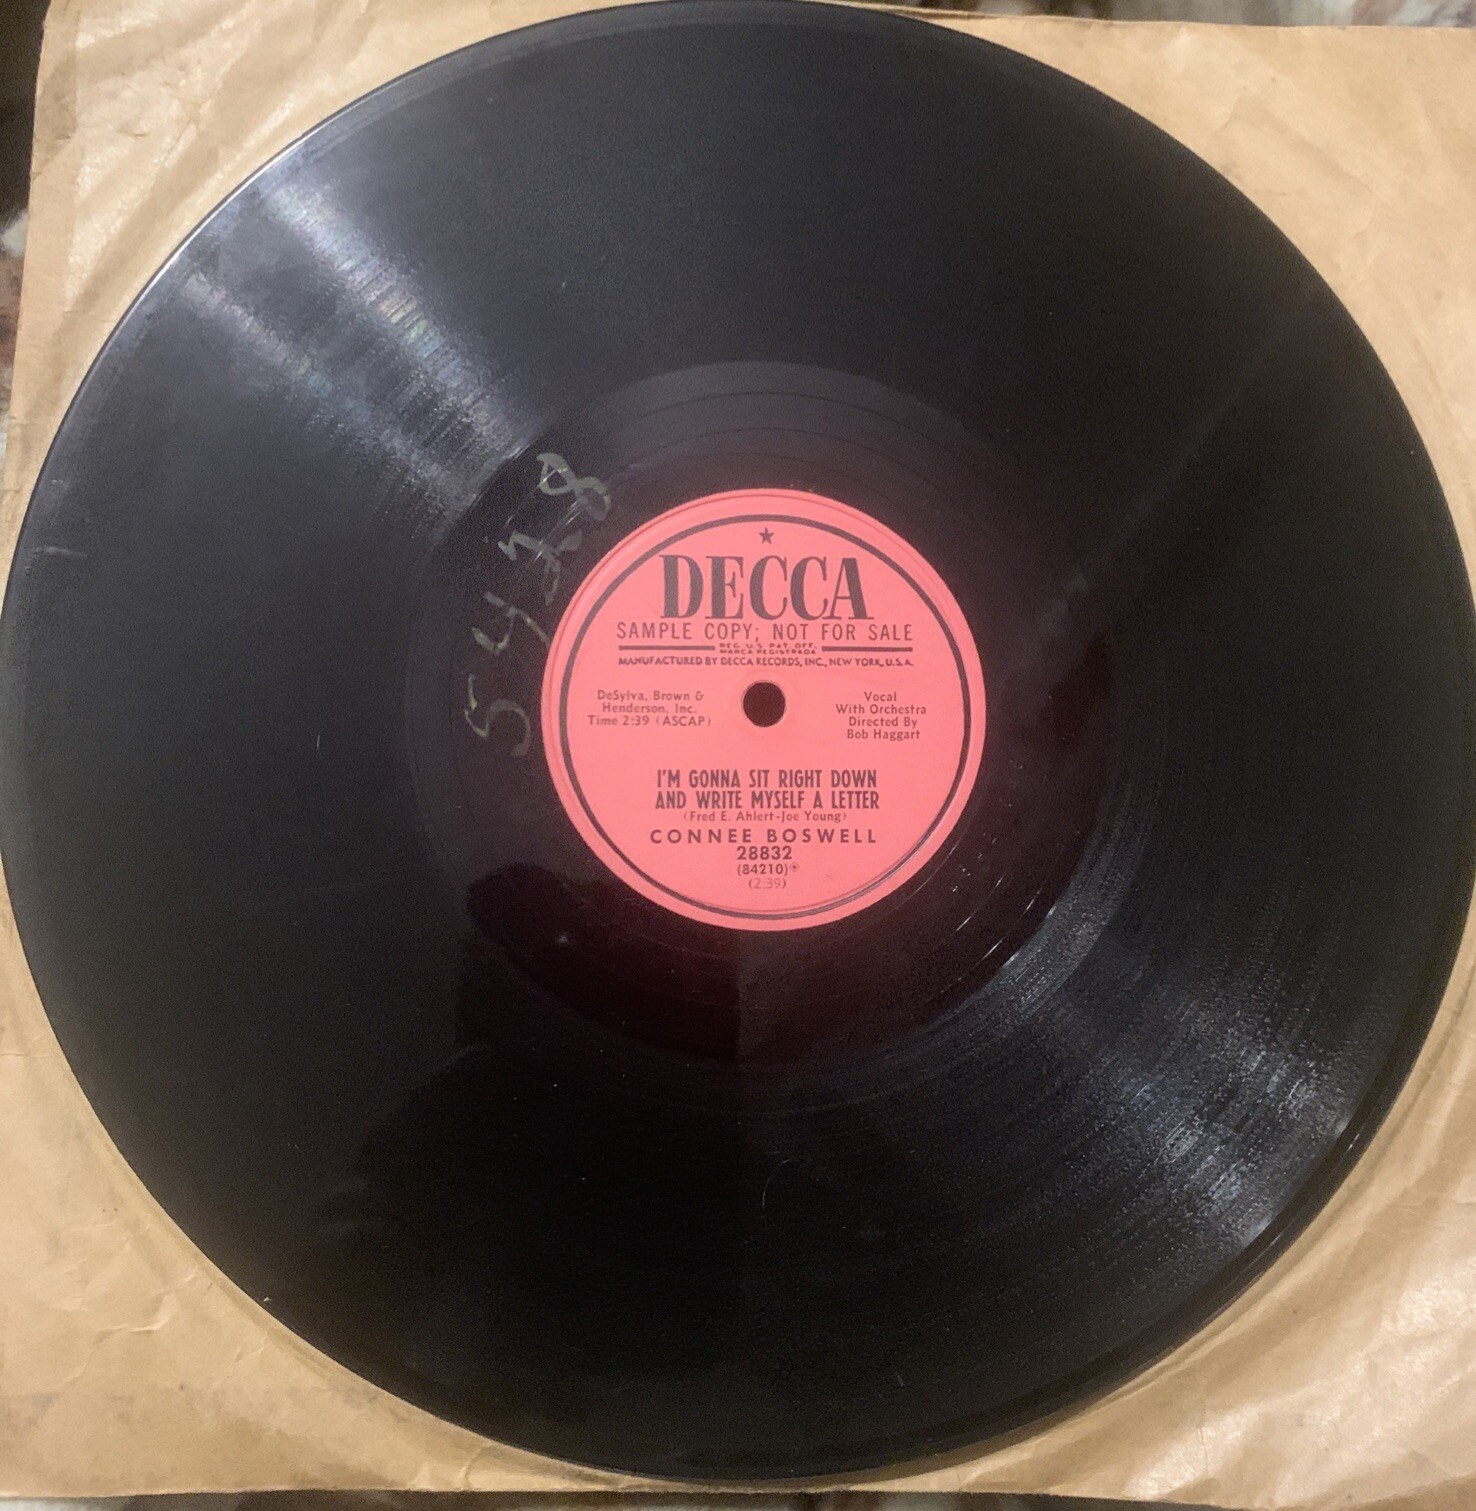 DECCA
SAMPLE COPY; NOT FOR SALE
REG. U.S. PAT. OFF.
MARCA REGISTRADA
MANUFACTURED BY DECCA RECORDS, INC., NEW YORK, U.S.A.
DeSylva, Brown &
Henderson, Inc.
Time 2:39 (ASCAP)
Vocal
With Orchestra
Directed By
Bob Haggart
I'M GONNA SIT RIGHT DOWN
AND WRITE MYSELF A LETTER
(Fred E. Ahlert-Joe Young)
CONNEE BOSWELL
28832
(84210)
(2:39)